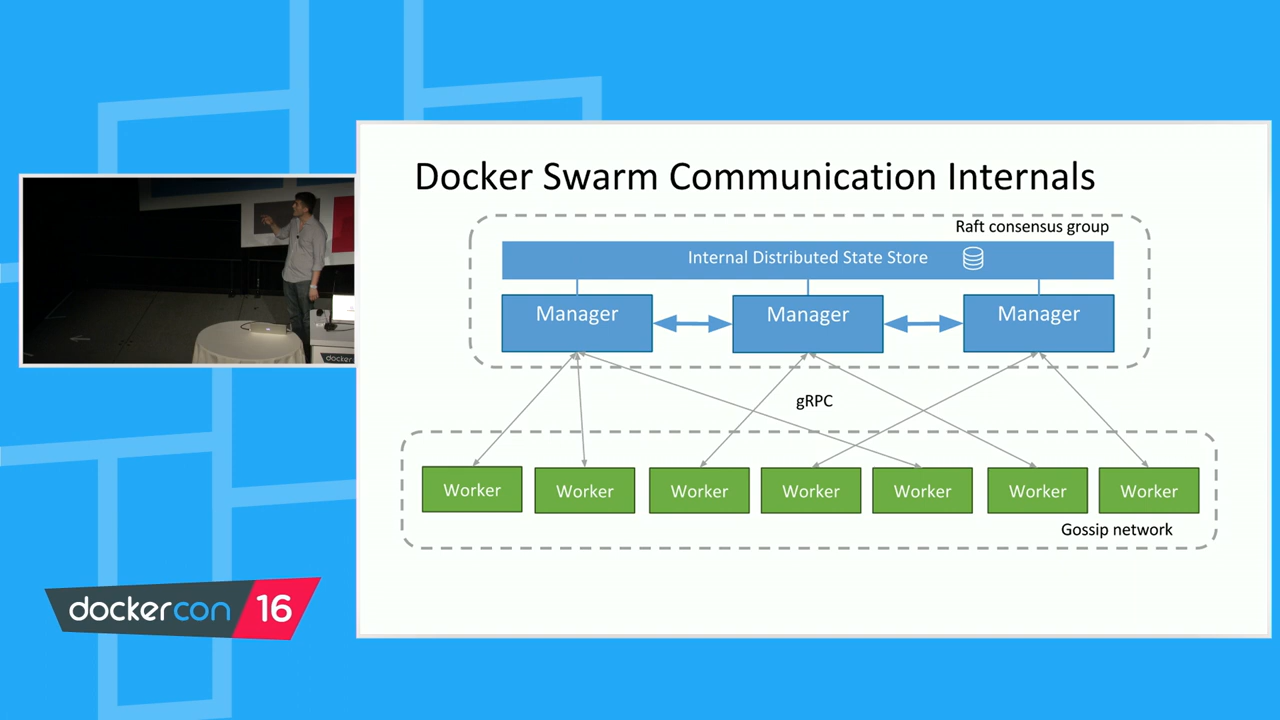 Docker Swarm Communication Internals
Raft consensus group
Internal Distributed State Store
Manager
Manager
Manager
gRPC
Worker
Worker
Worker
Worker
Worker
Worker
Worker
Gossip network
dockercon 16
docker